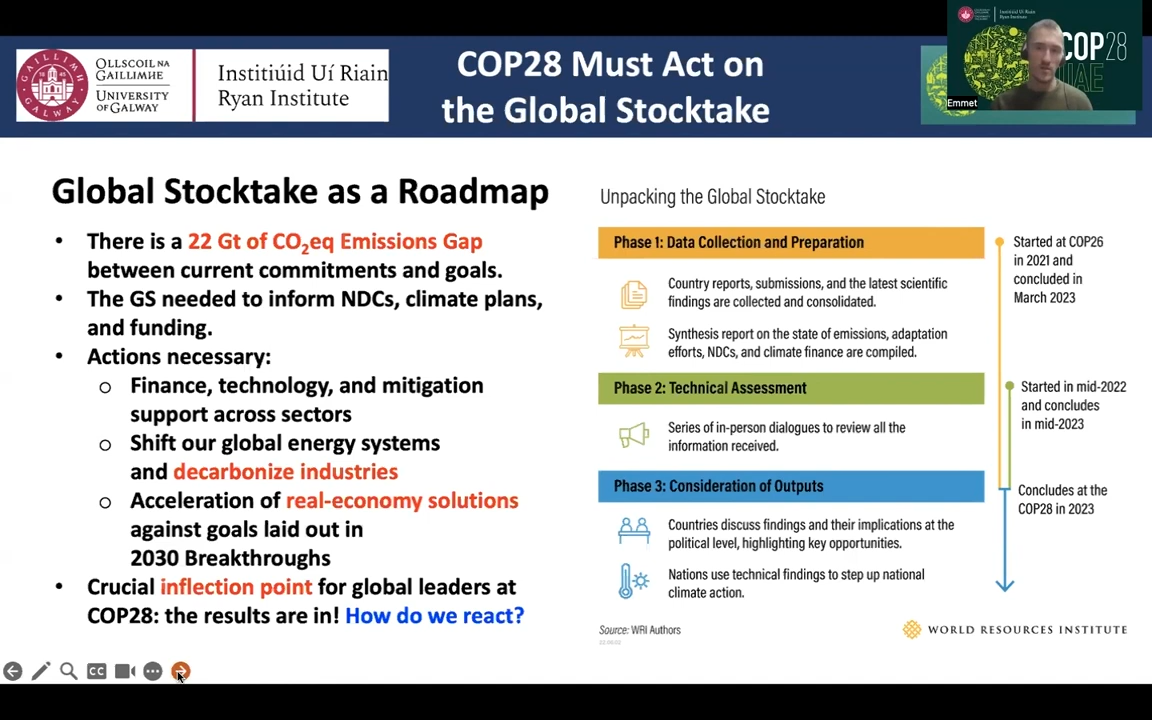 OLLSCOIL NA
GAILLIMHE
UNIVERSITY
OF GALWAY
Institiúid Uí Riain
Ryan Institute
COP28 Must Act on
the Global Stocktake
Institiúid Uí Riain
Ryan Institute
COP28
UAE
Emmet
Global Stocktake as a Roadmap
• There is a 22 Gt of CO₂eq Emissions Gap
between current commitments and goals.
• The GS needed to inform NDCs, climate plans,
and funding.
• Actions necessary:
o Finance, technology, and mitigation
support across sectors
o Shift our global energy systems
and decarbonize industries
o Acceleration of real-economy solutions
against goals laid out in
2030 Breakthroughs
• Crucial inflection point for global leaders at
COP28: the results are in! How do we react?
Unpacking the Global Stocktake
Phase 1: Data Collection and Preparation
Country reports, submissions, and the latest scientific
findings are collected and consolidated.
Synthesis report on the state of emissions, adaptation
efforts, NDCs, and climate finance are compiled.
Phase 2: Technical Assessment
Series of in-person dialogues to review all the
information received.
Phase 3: Consideration of Outputs
Countries discuss findings and their implications at the
political level, highlighting key opportunities.
Nations use technical findings to step up national
climate action.
Started at COP26
in 2021 and
concluded in
March 2023
Started in mid-2022
and concludes
in mid-2023
Concludes at the
COP28 in 2023
Source: WRI Authors
WORLD RESOURCES INSTITUTE
CC